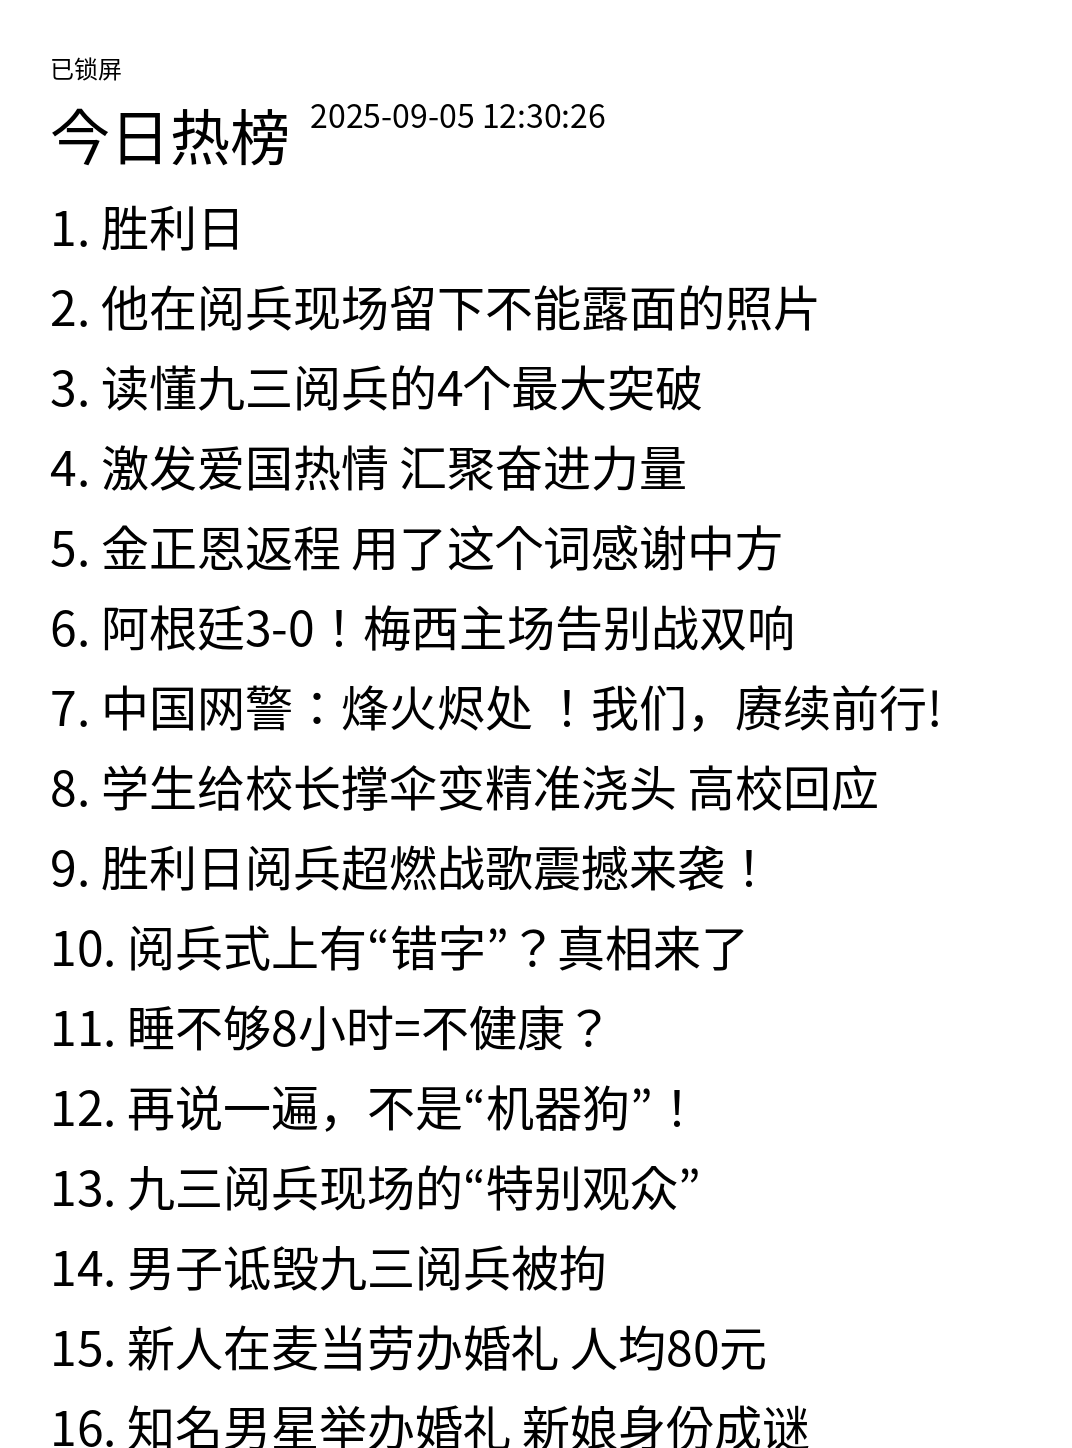 已锁屏
今日热榜 2025-09-05 12:30:26
1. 胜利日
2. 他在阅兵现场留下不能露面的照片
3. 读懂九三阅兵的4个最大突破
4. 激发爱国热情 汇聚奋进力量
5. 金正恩返程 用了这个词感谢中方
6. 阿根廷3-0！梅西主场告别战双响
7. 中国网警：烽火烬处 ！我们，赓续前行!
8. 学生给校长撑伞变精准浇头 高校回应
9. 胜利日阅兵超燃战歌震撼来袭！
10. 阅兵式上有“错字”？真相来了
11. 睡不够8小时=不健康？
12. 再说一遍，不是“机器狗”！
13. 九三阅兵现场的“特别观众”
14. 男子诋毁九三阅兵被拘
15. 新人在麦当劳办婚礼 人均80元
16. 知名男星举办婚礼 新娘身份成谜